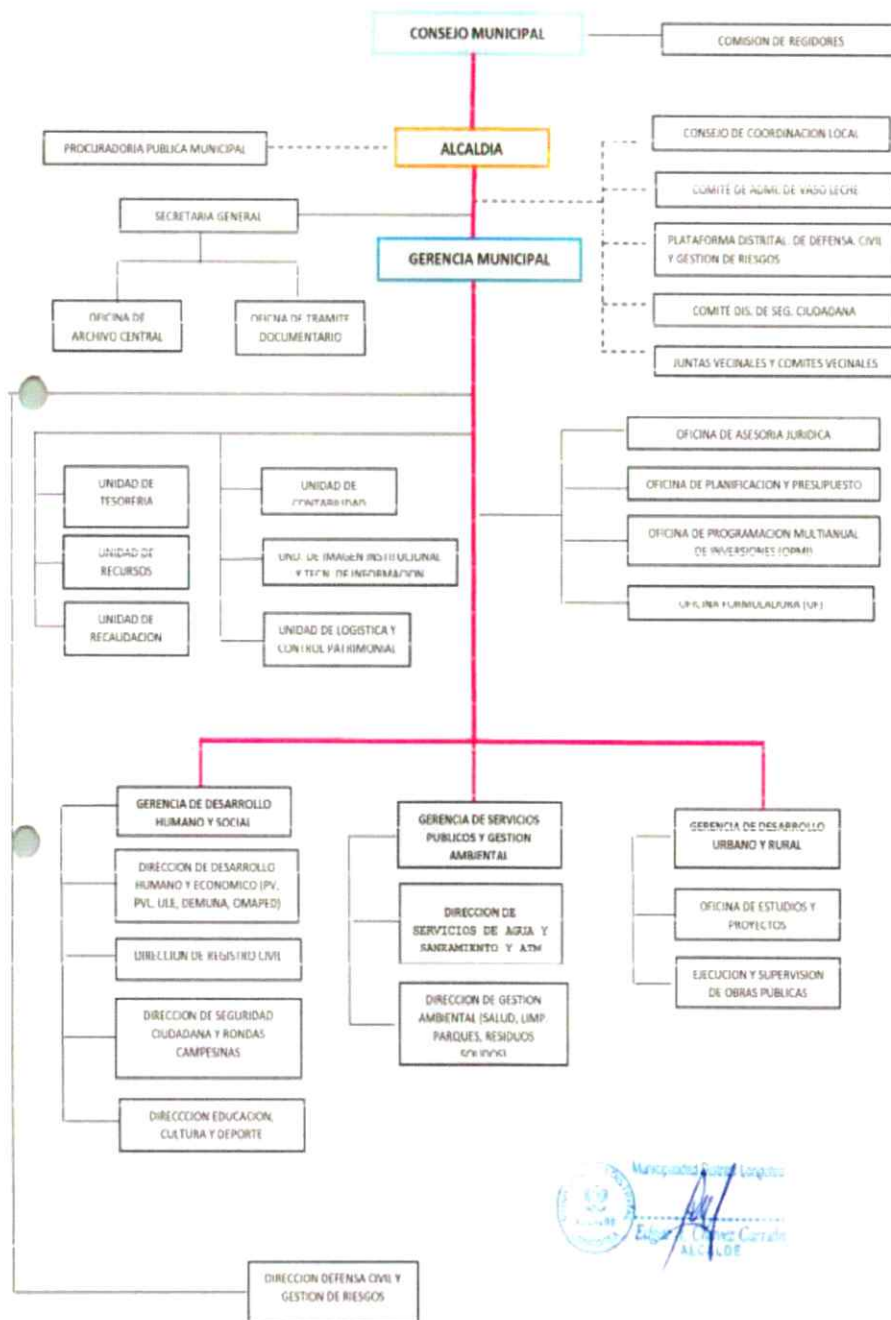 CONSEJO MUNICIPAL
COMISION DE REGIDORES
CONSEJO DE COORDINACION LOCAL
PROCURADORIA PUBLICA MUNICIPAL
ALCALDIA
COMITÉ DE ADMI. DE VASO LECHE
SECRETARIA GENERAL
PLATAFORMA DISTRITAL. DE DEFENSA. CIVIL
Y GESTION DE RIESGOS
GERENCIA MUNICIPAL
OFICINA DE
ARCHIVO CENTRAL
OFICNA DE TRAMITE
DOCUMENTARIO
COMITÉ DIS. DE SEG. CIUDADANA
JUNTAS VECINALES Y COMITES VECINALES
OFICINA DE ASESORIA JURIDICA
UNIDAD DE
TESORERIA
UNIDAD DE
CONTABILIDAD
OFICINA DE PLANIFICACION Y PRESUPUESTO
UNIDAD DE
RECURSOS
UND. DE IMAGEN INSTITUCIONAL
Y TECN. DE INFORMACION
OFICINA DE PROGRAMACION MULTIANUAL
DE INVERSIONES (OPMI)
OFICINA FORMULADORA (UF)
UNIDAD DE
RECAUDACION
UNIDAD DE LOGISTICA Y
CONTROL PATRIMONIAL
GERENCIA DE DESARROLLO
HUMANO Y SOCIAL
GERENCIA DE SERVICIOS
PUBLICOS Y GESTION
AMBIENTAL
GERENCIA DE DESARROLLO
URBANO Y RURAL
DIRECCION DE DESARROLLO
HUMANO Y ECONOMICO (PV,
PVL, ULE, DEMUNA, OMAPED)
DIRECCION DE
SERVICIOS DE AGUA Y
SANEAMIENTO Y ATM
OFICINA DE ESTUDIOS Y
PROYECTOS
DIRECCION DE REGISTRO CIVIL
EJECUCION Y SUPERVISION
DE OBRAS PÚBLICAS
DIRECCION DE SEGURIDAD
CIUDADANA Y RONDAS
CAMPESINAS
DIRECCION DE GESTION
AMBIENTAL (SALUD, LIMP.
PARQUES, RESIDUOS
SOLIDOS)
DIRECCCION EDUCACION,
CULTURA Y DEPORTE
Municipalidad Distrital
Edgar
ALCALDE
DIRECCION DEFENSA CIVIL Y
GESTION DE RIESGOS